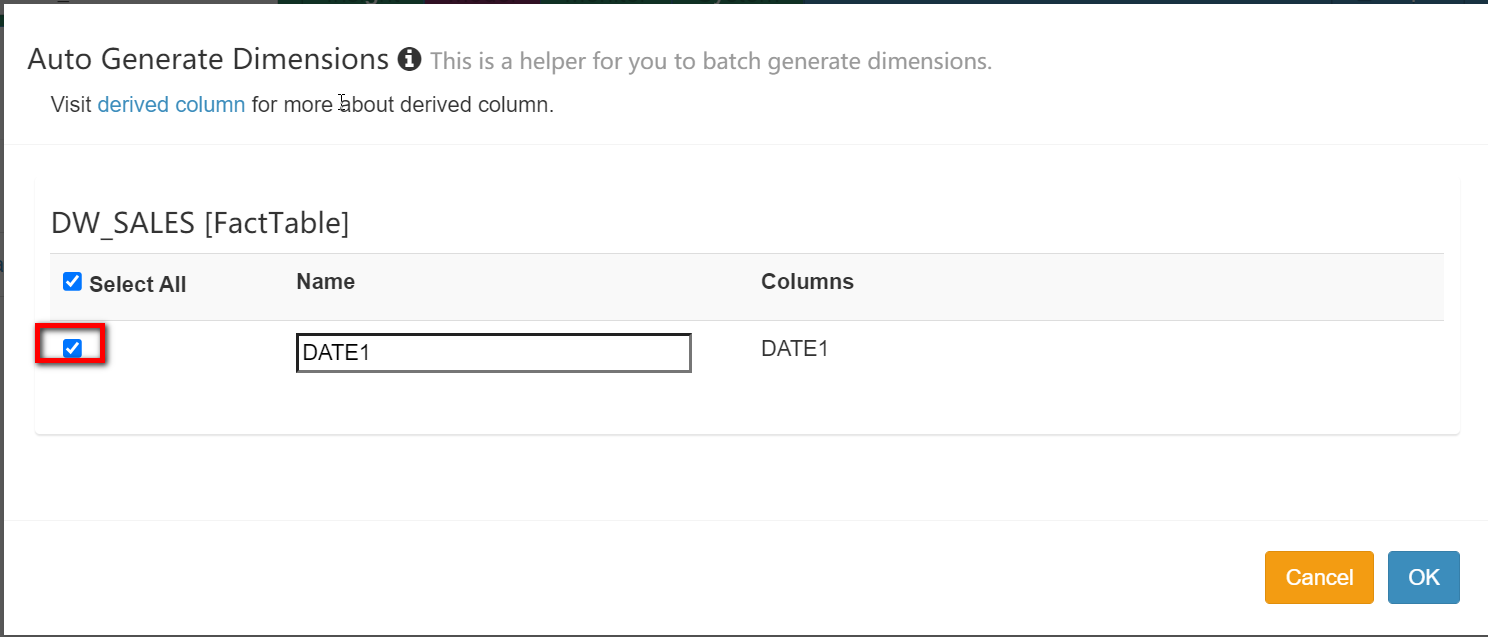 Auto Generate Dimensions This is a helper for you to batch generate dimensions.
Visit derived column for more about derived column.
DW_SALES [FactTable]
Select All Name Columns
DATE1 DATE1
Cancel OK